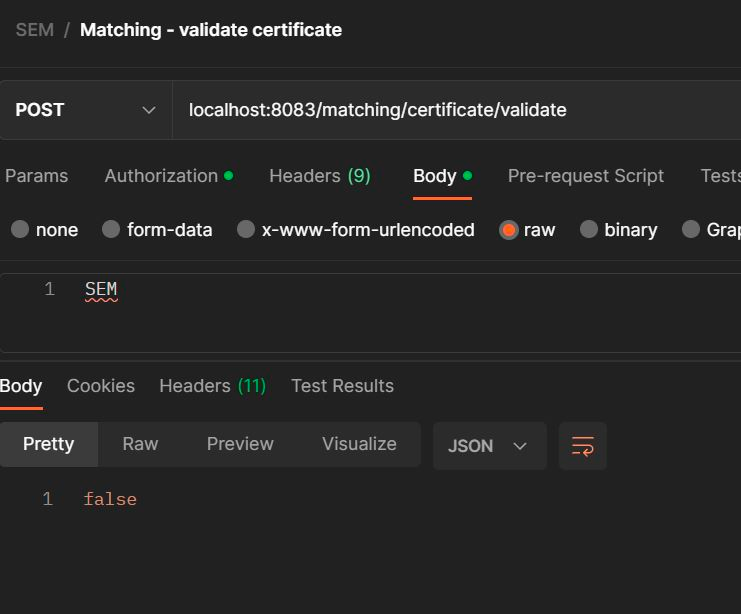 SEM / Matching - validate certificate
POST localhost:8083/matching/certificate/validate
Params Authorization Headers (9) Body Pre-request Script Tests
none form-data x-www-form-urlencoded raw binary Grap
1 SEM
Body Cookies Headers (11) Test Results
Pretty Raw Preview Visualize JSON
1 false